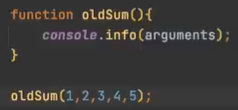 function oldSum(){
    console.info(arguments);
}
oldSum(1,2,3,4,5);